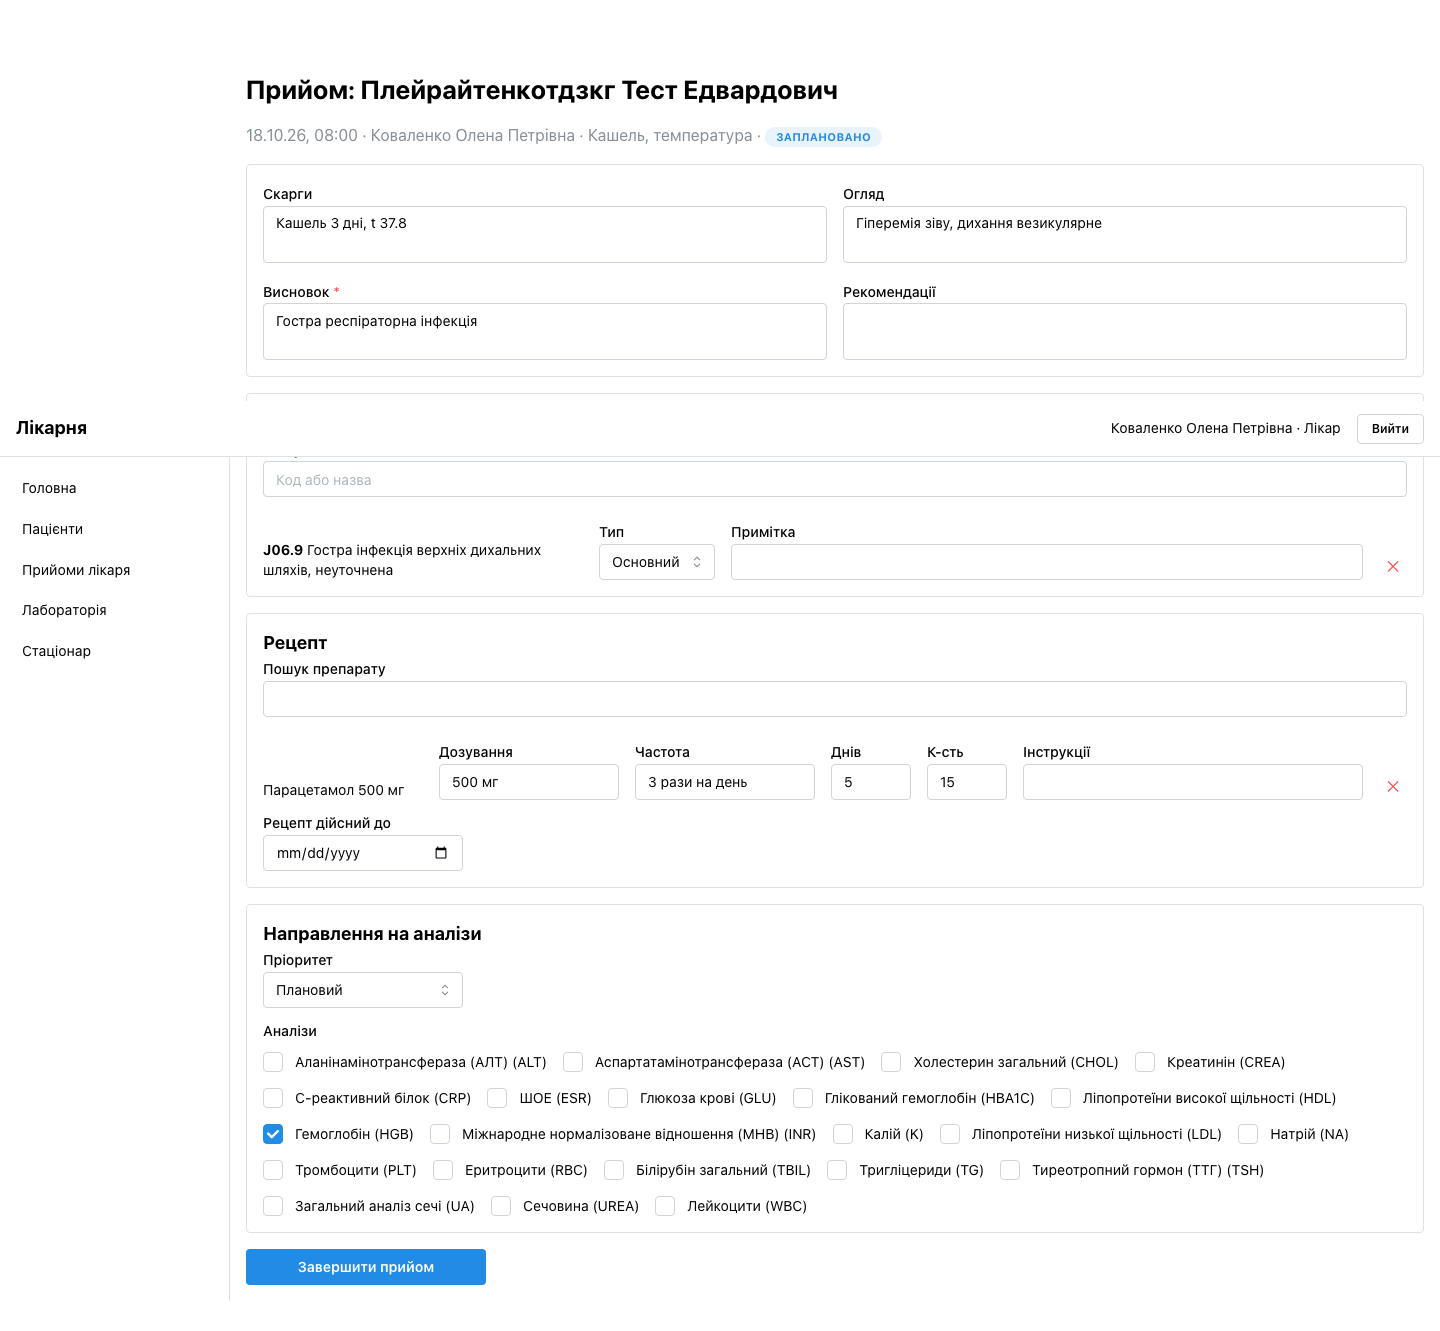 Прийом: Плейрайтенкотдзкг Тест Едвардович
18.10.26, 08:00 · Коваленко Олена Петрівна · Кашель, температура · ЗАПЛАНОВАНО
Скарги
Кашель 3 дні, t 37.8
Огляд
Гіперемія зіву, дихання везикулярне
Висновок *
Гостра респіраторна інфекція
Рекомендації
Лікарня
Коваленко Олена Петрівна · Лікар
Вийти
Головна
Пацієнти
Прийоми лікаря
Лабораторія
Стаціонар
Код або назва
J06.9 Гостра інфекція верхніх дихальних
шляхів, неуточнена
Тип
Основний
Примітка
Рецепт
Пошук препарату
Парацетамол 500 мг
Дозування
500 мг
Частота
3 рази на день
Днів
5
К-сть
15
Інструкції
Рецепт дійсний до
mm/dd/yyyy
Направлення на аналізи
Пріоритет
Плановий
Аналізи
Аланінамінотрансфераза (АЛТ) (ALT) Аспартатамінотрансфераза (АСТ) (AST) Холестерин загальний (CHOL) Креатинін (CREA)
С-реактивний білок (CRP) ШОЕ (ESR) Глюкоза крові (GLU) Глікований гемоглобін (HBA1C) Ліпопротеїни високої щільності (HDL)
Гемоглобін (HGB) Міжнародне нормалізоване відношення (МНВ) (INR) Калій (K) Ліпопротеїни низької щільності (LDL) Натрій (NA)
Тромбоцити (PLT) Еритроцити (RBC) Білірубін загальний (TBIL) Тригліцериди (TG) Тиреотропний гормон (ТТГ) (TSH)
Загальний аналіз сечі (UA) Сечовина (UREA) Лейкоцити (WBC)
Завершити прийом